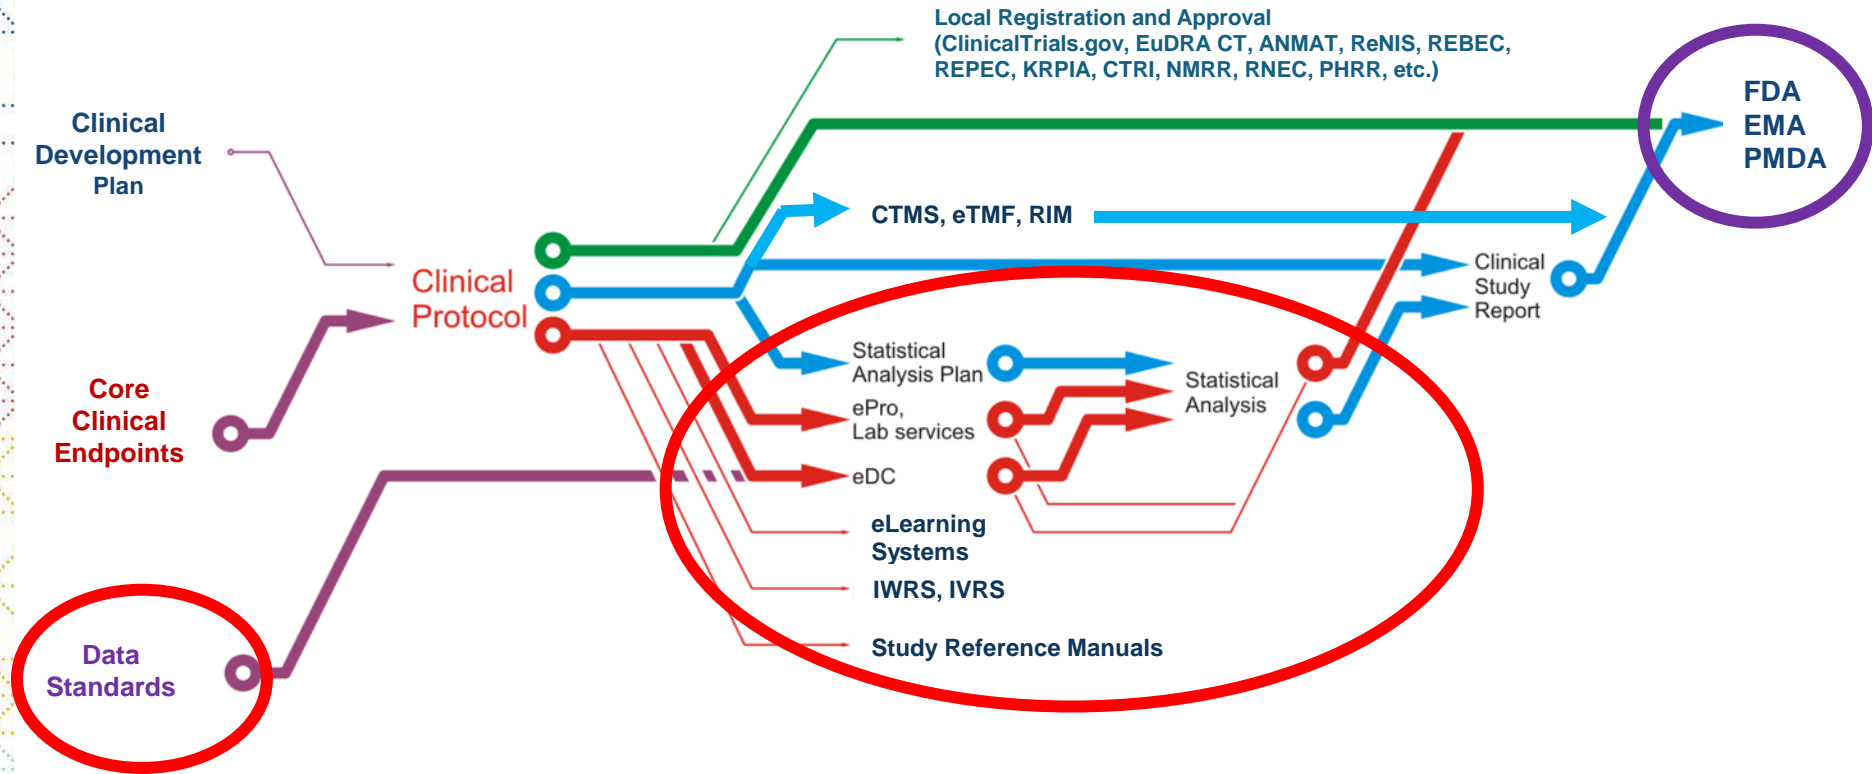 Local Registration and Approval
(ClinicalTrials.gov, EuDRA CT, ANMAT, ReNIS, REBEC,
REPEC, KRPIA, CTRI, NMRR, RNEC, PHRR, etc.)
FDA
EMA
PMDA
Clinical
Development
Plan
CTMS, eTMF, RIM
Clinical
Protocol
Clinical
Study
Report
Statistical
Analysis Plan
Statistical
Analysis
ePro,
Lab services
Core
Clinical
Endpoints
eDC
eLearning
Systems
IWRS, IVRS
Study Reference Manuals
Data
Standards